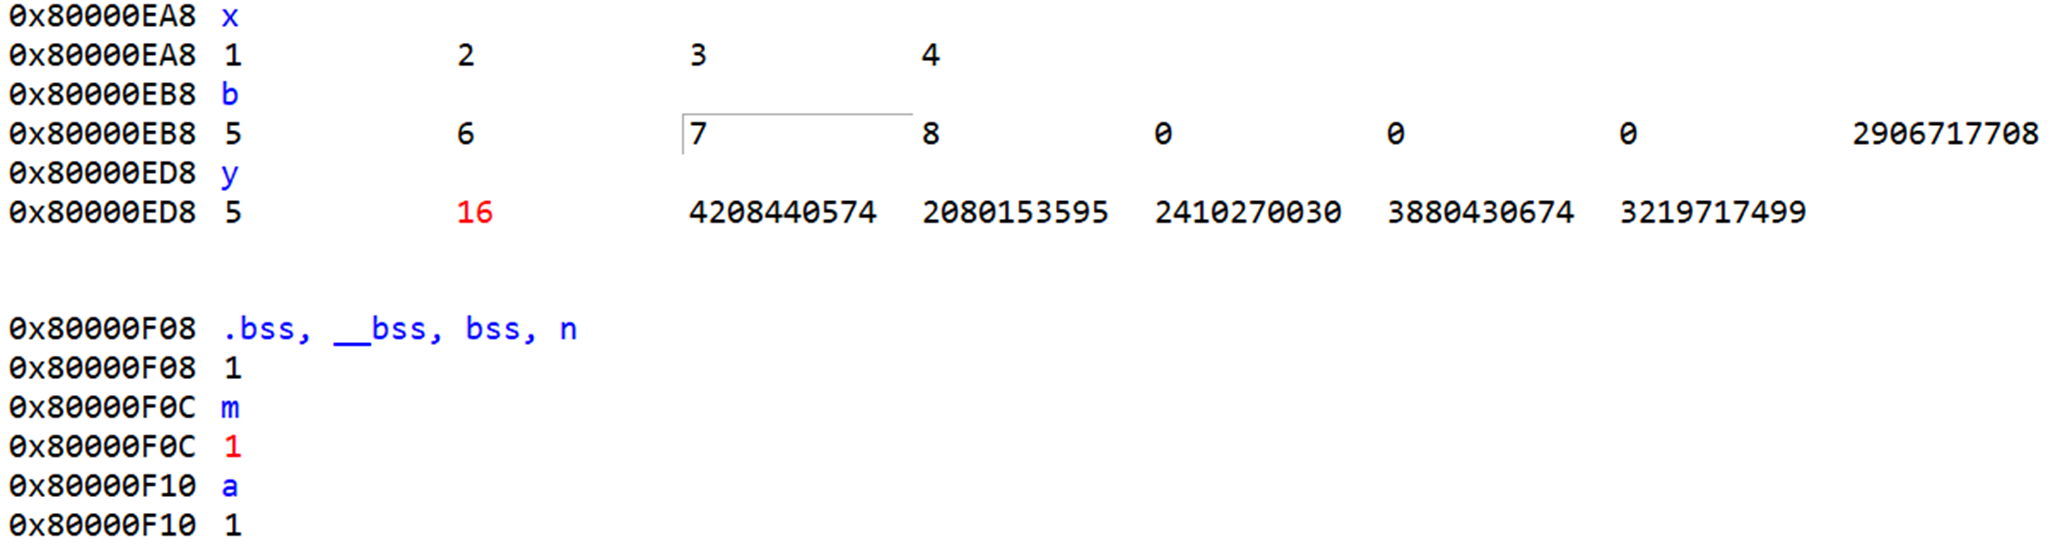 0x80000EA8 x
0x80000EA8 1 2 3 4
0x80000EB8 b
0x80000EB8 5 6 7 8 0 0 0 2906717708
0x80000ED8 y
0x80000ED8 5 16 4208440574 2080153595 2410270030 3880430674 3219717499
0x80000F08 .bss, __bss, bss, n
0x80000F08 1
0x80000F0C m
0x80000F0C 1
0x80000F10 a
0x80000F10 1